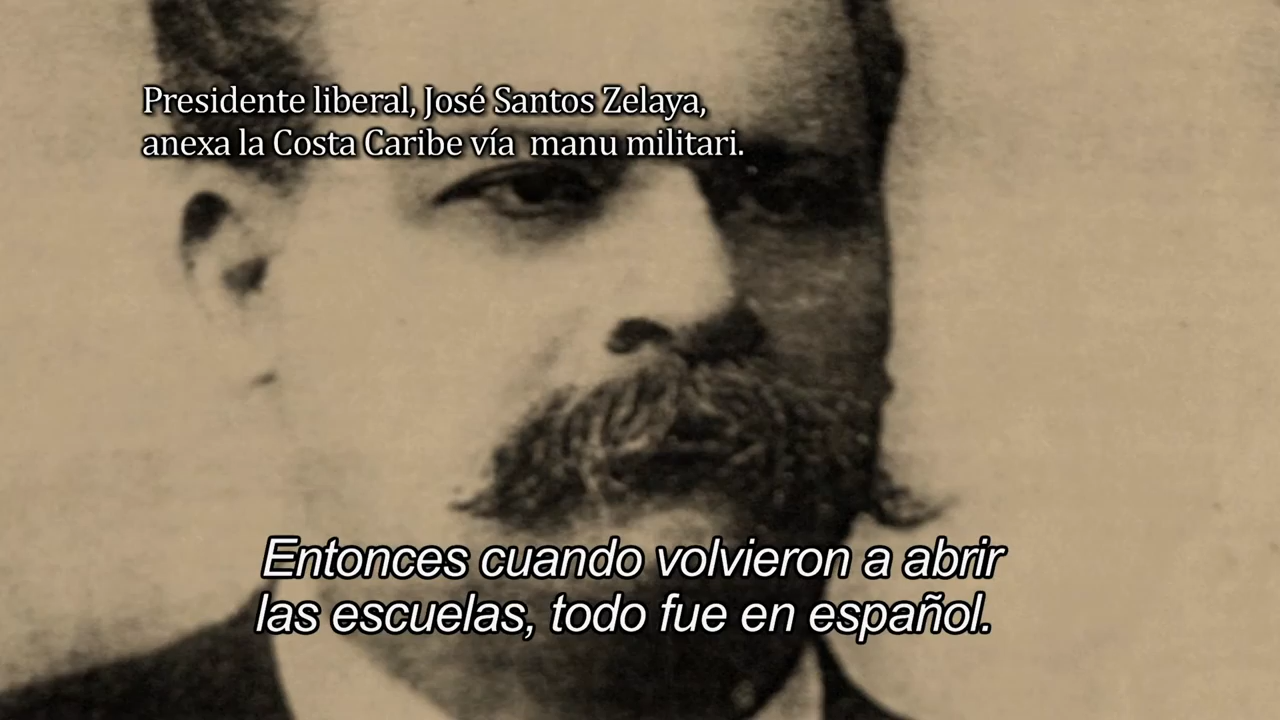 Presidente liberal, José Santos Zelaya,
anexa la Costa Caribe vía  manu militari.
Entonces cuando volvieron a abrir
las escuelas, todo fue en español.